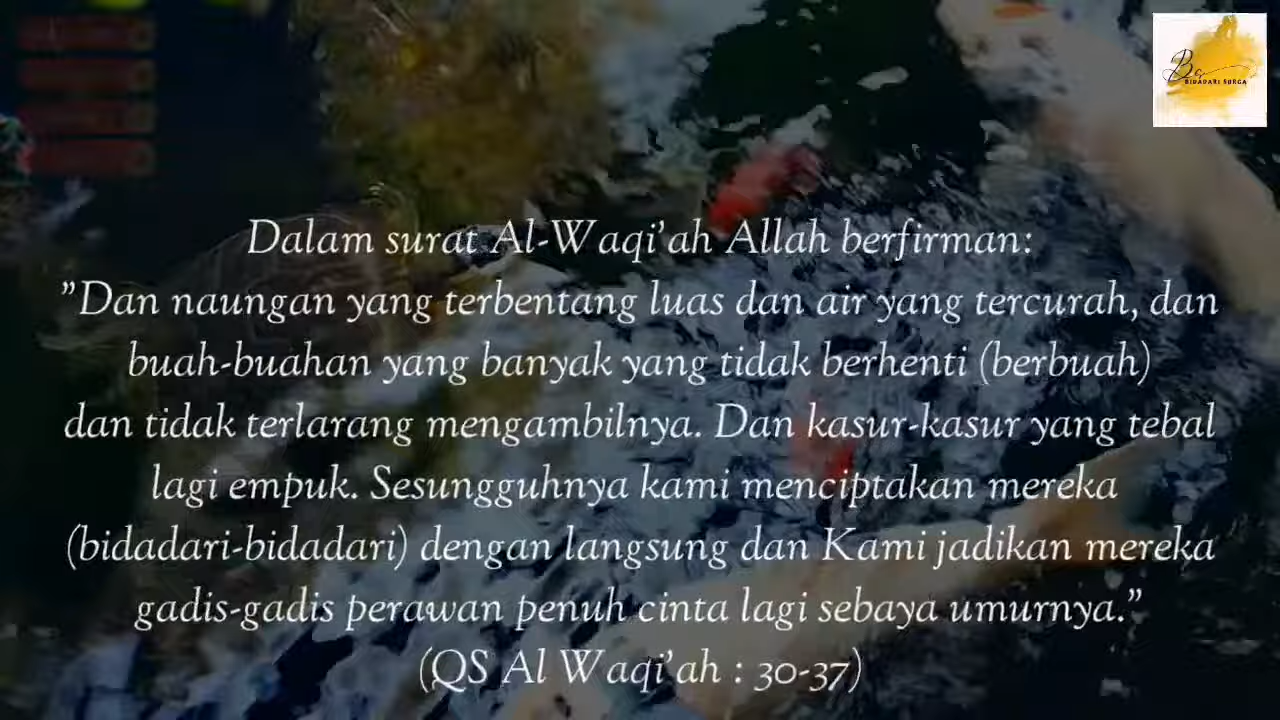 Bs
BIDADARI SURGA
Dalam surat Al-Waqi'ah Allah berfirman:
"Dan naungan yang terbentang luas dan air yang tercurah, dan
buah-buahan yang banyak yang tidak berhenti (berbuah)
dan tidak terlarang mengambilnya. Dan kasur-kasur yang tebal
lagi empuk. Sesungguhnya kami menciptakan mereka
(bidadari-bidadari) dengan langsung dan Kami jadikan mereka
gadis-gadis perawan penuh cinta lagi sebaya umurnya."
(QS Al Waqi'ah : 30-37)